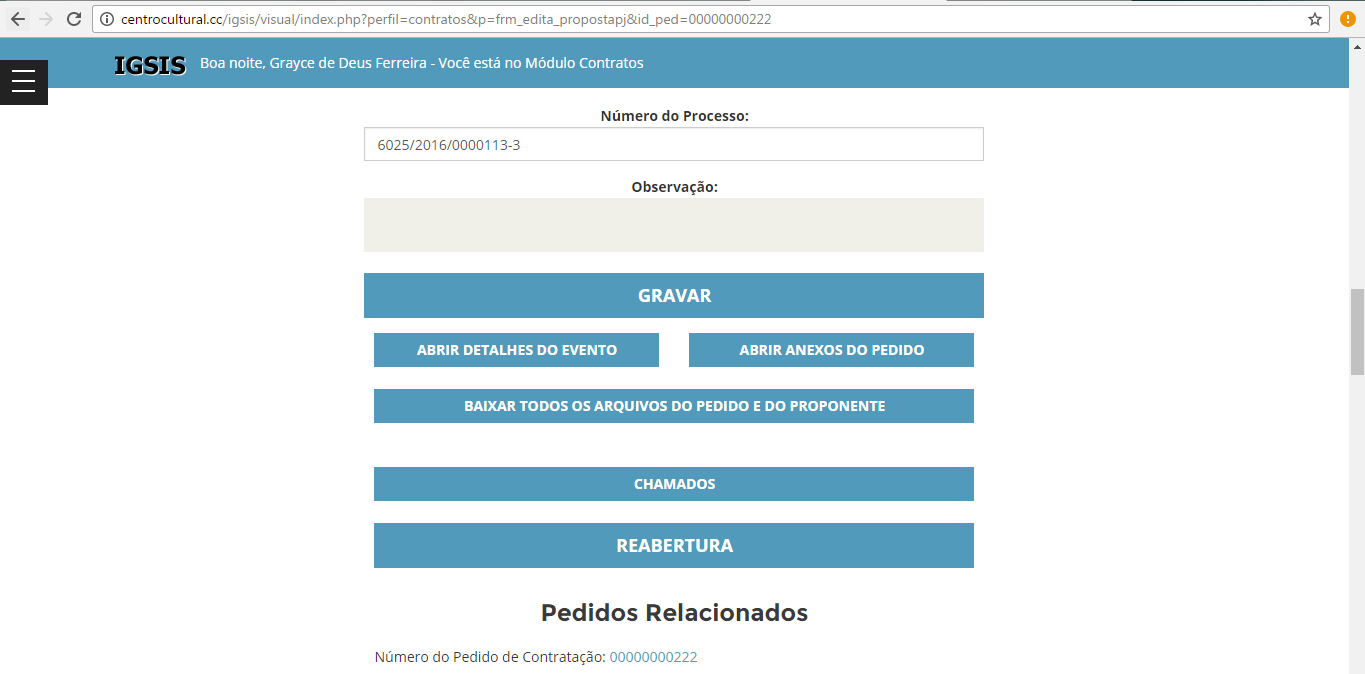 centrocultural.cc/igsis/visual/index.php?perfil=contratos&p=frm_edita_propostapj&id_ped=00000000222
IGSIS Boa noite, Grayce de Deus Ferreira - Você está no Módulo Contratos
Número do Processo:
6025/2016/0000113-3
Observação:
GRAVAR
ABRIR DETALHES DO EVENTO ABRIR ANEXOS DO PEDIDO
BAIXAR TODOS OS ARQUIVOS DO PEDIDO E DO PROPONENTE
CHAMADOS
REABERTURA
Pedidos Relacionados
Número do Pedido de Contratação: 00000000222